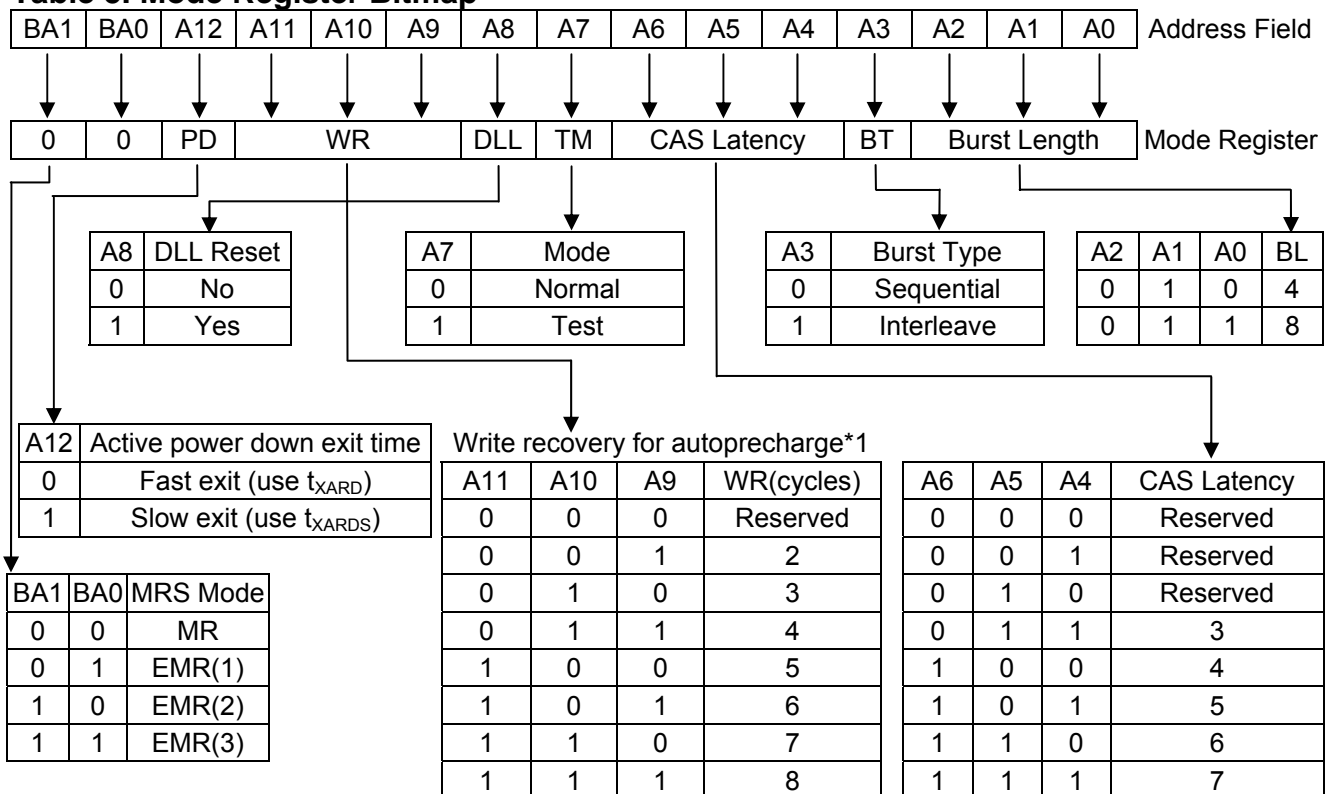 BA1 BA0 A12 A11 A10 A9 A8 A7 A6 A5 A4 A3 A2 A1 A0 Address Field
0 0 PD WR DLL TM CAS Latency BT Burst Length Mode Register
A8 DLL Reset
0 No
1 Yes
A7 Mode
0 Normal
1 Test
A3 Burst Type
0 Sequential
1 Interleave
A2 A1 A0 BL
0 1 0 4
0 1 1 8
A12 Active power down exit time
0 Fast exit (use tXARD)
1 Slow exit (use tXARDS)
BA1 BA0 MRS Mode
0 0 MR
0 1 EMR(1)
1 0 EMR(2)
1 1 EMR(3)
Write recovery for autoprecharge*1
A11 A10 A9 WR(cycles)
0 0 0 Reserved
0 0 1 2
0 1 0 3
0 1 1 4
1 0 0 5
1 0 1 6
1 1 0 7
1 1 1 8
A6 A5 A4 CAS Latency
0 0 0 Reserved
0 0 1 Reserved
0 1 0 Reserved
0 1 1 3
1 0 0 4
1 0 1 5
1 1 0 6
1 1 1 7